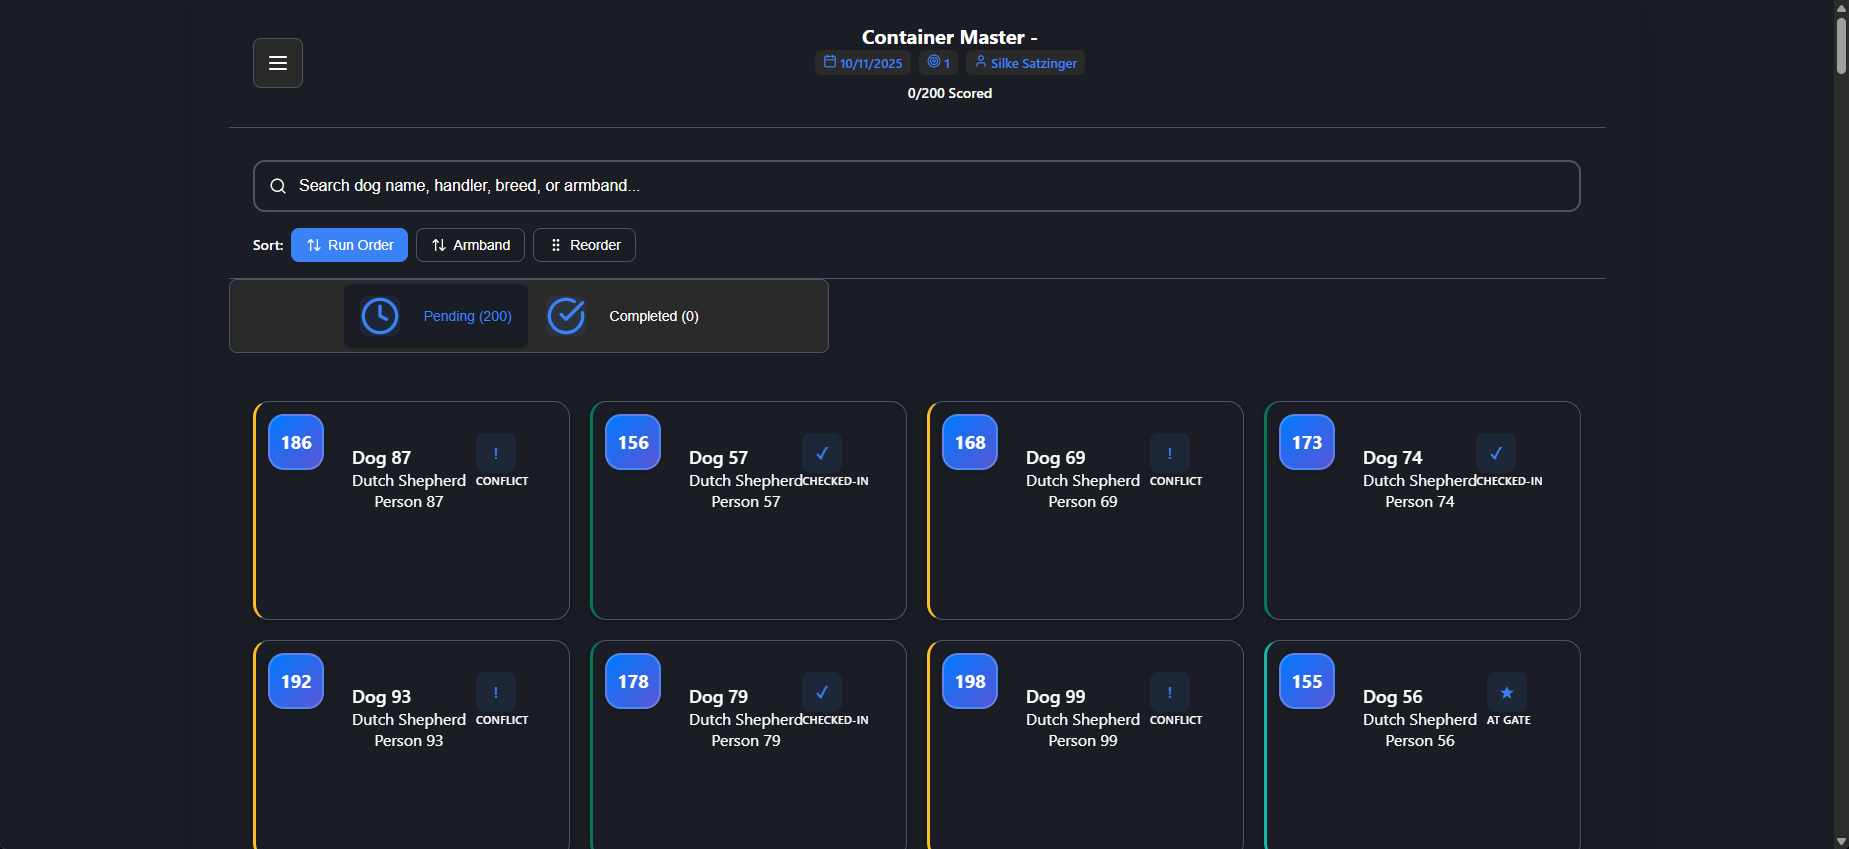 Container Master -
10/11/2025 1 Silke Satzinger
0/200 Scored
Search dog name, handler, breed, or armband...
Sort: Run Order Armband Reorder
Pending (200) Completed (0)
186
Dog 87
!
Dutch Shepherd CONFLICT
Person 87
156
Dog 57
✓
Dutch Shepherd CHECKED-IN
Person 57
168
Dog 69
!
Dutch Shepherd CONFLICT
Person 69
173
Dog 74
✓
Dutch Shepherd CHECKED-IN
Person 74
192
Dog 93
!
Dutch Shepherd CONFLICT
Person 93
178
Dog 79
✓
Dutch Shepherd CHECKED-IN
Person 79
198
Dog 99
!
Dutch Shepherd CONFLICT
Person 99
155
Dog 56
★
Dutch Shepherd AT GATE
Person 56